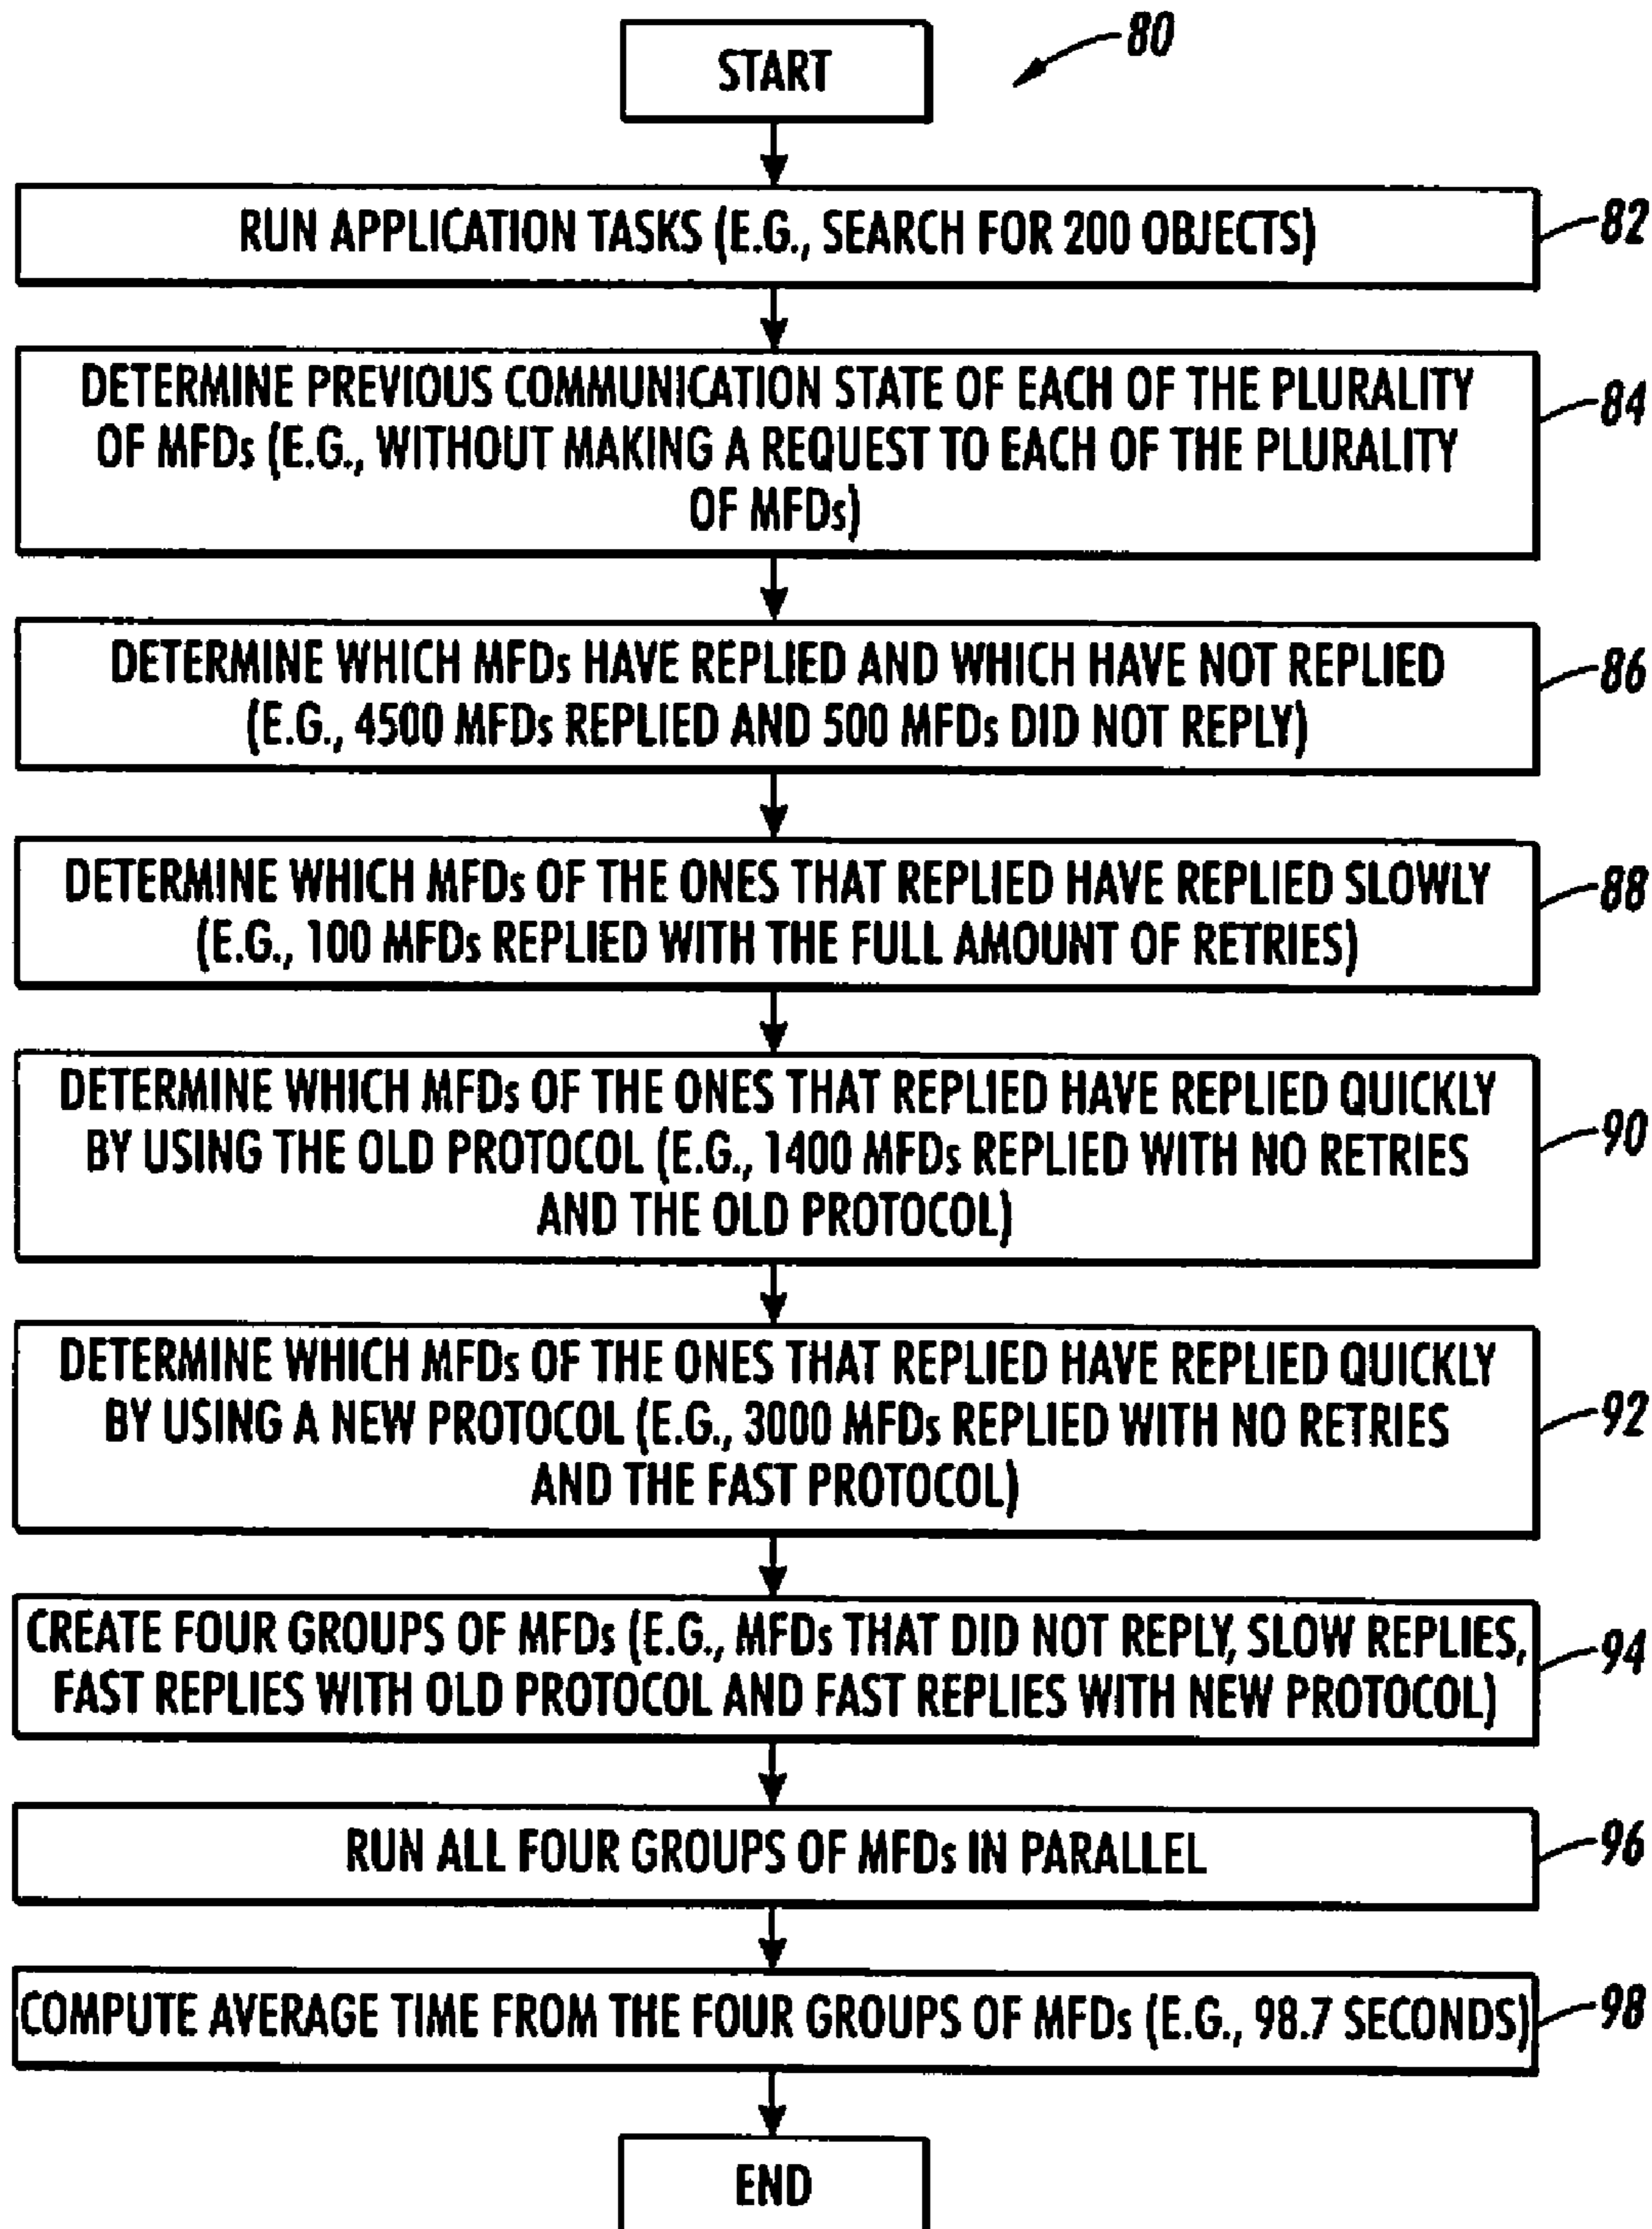 START
80
RUN APPLICATION TASKS (E.G., SEARCH FOR 200 OBJECTS)
82
DETERMINE PREVIOUS COMMUNICATION STATE OF EACH OF THE PLURALITY
OF MFDs (E.G., WITHOUT MAKING A REQUEST TO EACH OF THE PLURALITY
OF MFDs)
84
DETERMINE WHICH MFDs HAVE REPLIED AND WHICH HAVE NOT REPLIED
(E.G., 4500 MFDs REPLIED AND 500 MFDs DID NOT REPLY)
86
DETERMINE WHICH MFDs OF THE ONES THAT REPLIED HAVE REPLIED SLOWLY
(E.G., 100 MFDs REPLIED WITH THE FULL AMOUNT OF RETRIES)
88
DETERMINE WHICH MFDs OF THE ONES THAT REPLIED HAVE REPLIED QUICKLY
BY USING THE OLD PROTOCOL (E.G., 1400 MFDs REPLIED WITH NO RETRIES
AND THE OLD PROTOCOL)
90
DETERMINE WHICH MFDs OF THE ONES THAT REPLIED HAVE REPLIED QUICKLY
BY USING A NEW PROTOCOL (E.G., 3000 MFDs REPLIED WITH NO RETRIES
AND THE FAST PROTOCOL)
92
CREATE FOUR GROUPS OF MFDs (E.G., MFDs THAT DID NOT REPLY, SLOW REPLIES,
FAST REPLIES WITH OLD PROTOCOL AND FAST REPLIES WITH NEW PROTOCOL)
94
RUN ALL FOUR GROUPS OF MFDs IN PARALLEL
96
COMPUTE AVERAGE TIME FROM THE FOUR GROUPS OF MFDs (E.G., 98.7 SECONDS)
98
END